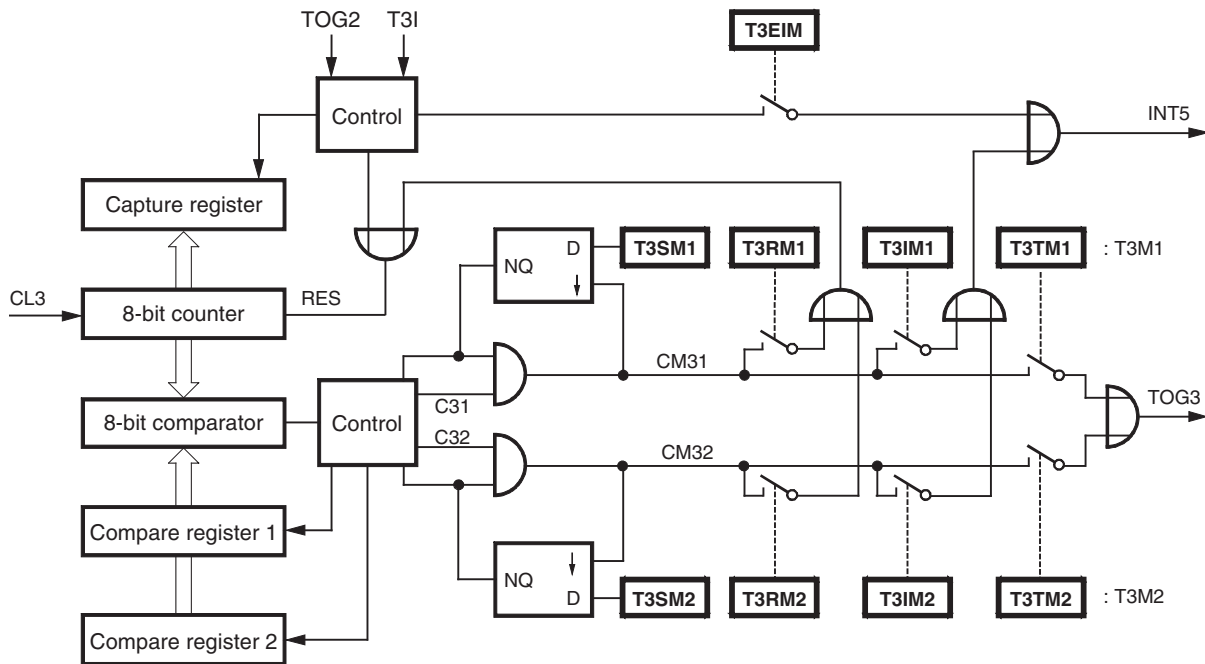 TOG2 T3I
T3EIM
Control
INT5
Capture register
D T3SM1 T3RM1 T3IM1 T3TM1 : T3M1
NQ
CL3 8-bit counter RES
CM31
C31
8-bit comparator Control TOG3
C32
CM32
Compare register 1
NQ
D T3SM2 T3RM2 T3IM2 T3TM2 : T3M2
Compare register 2